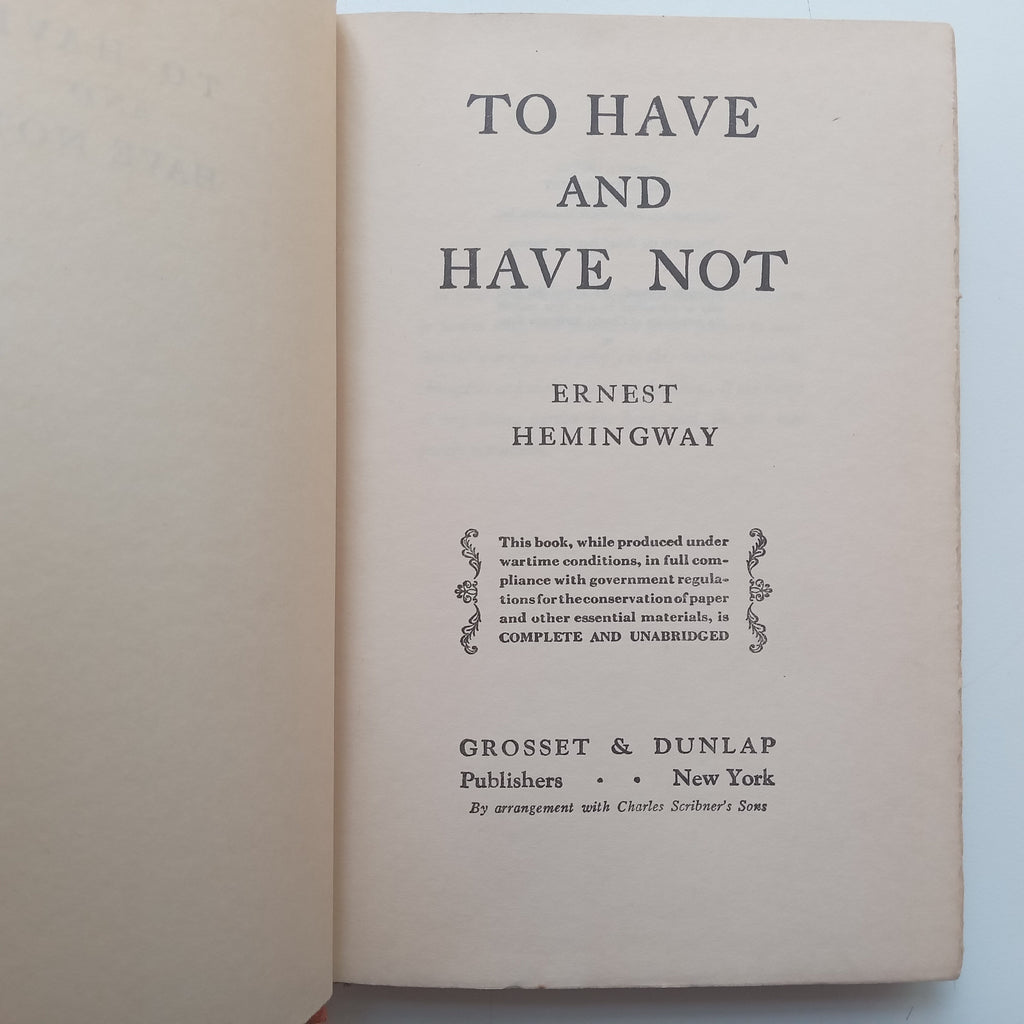 TO HAVE
AND
HAVE NOT
ERNEST
HEMINGWAY
This book, while produced under
wartime conditions, in full com-
pliance with government regula-
tions for the conservation of paper
and other essential materials, is
COMPLETE AND UNABRIDGED
GROSSET & DUNLAP
Publishers · · New York
By arrangement with Charles Scribner's Sons